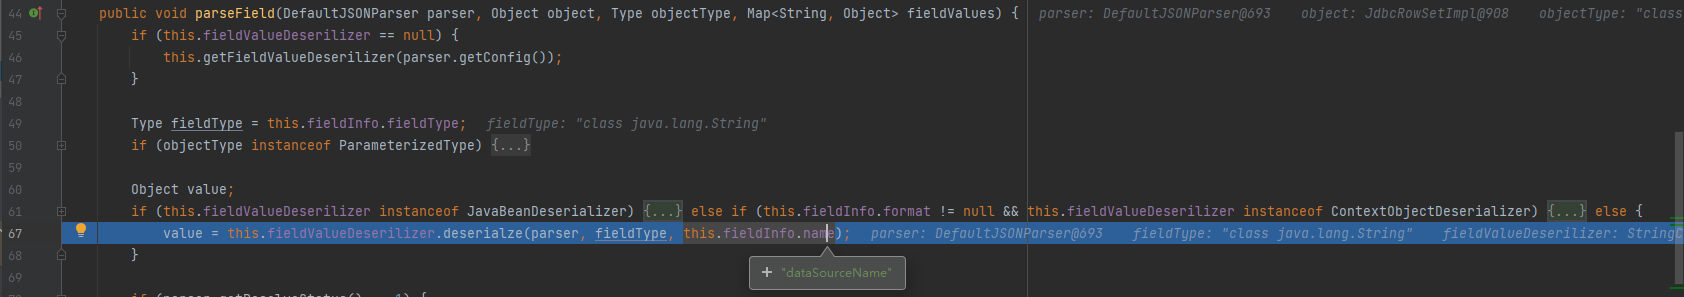 44 public void parseField(DefaultJSONParser parser, Object object, Type objectType, Map<String, Object> fieldValues) { parser: DefaultJSONParser@693 object: JdbcRowSetImpl@908 objectType: "class
45 if (this.fieldValueDeserilizer == null) {
46 this.getFieldValueDeserilizer(parser.getConfig());
47 }
48
49 Type fieldType = this.fieldInfo.fieldType; fieldType: "class java.lang.String"
50 if (objectType instanceof ParameterizedType) {...}
59
60 Object value;
61 if (this.fieldValueDeserilizer instanceof JavaBeanDeserializer) {...} else if (this.fieldInfo.format != null && this.fieldValueDeserilizer instanceof ContextObjectDeserializer) {...} else {
67 value = this.fieldValueDeserilizer.deserialze(parser, fieldType, this.fieldInfo.name); parser: DefaultJSONParser@693 fieldType: "class java.lang.String" fieldValueDeserilizer: StringC
68 }
+ "dataSourceName"
69